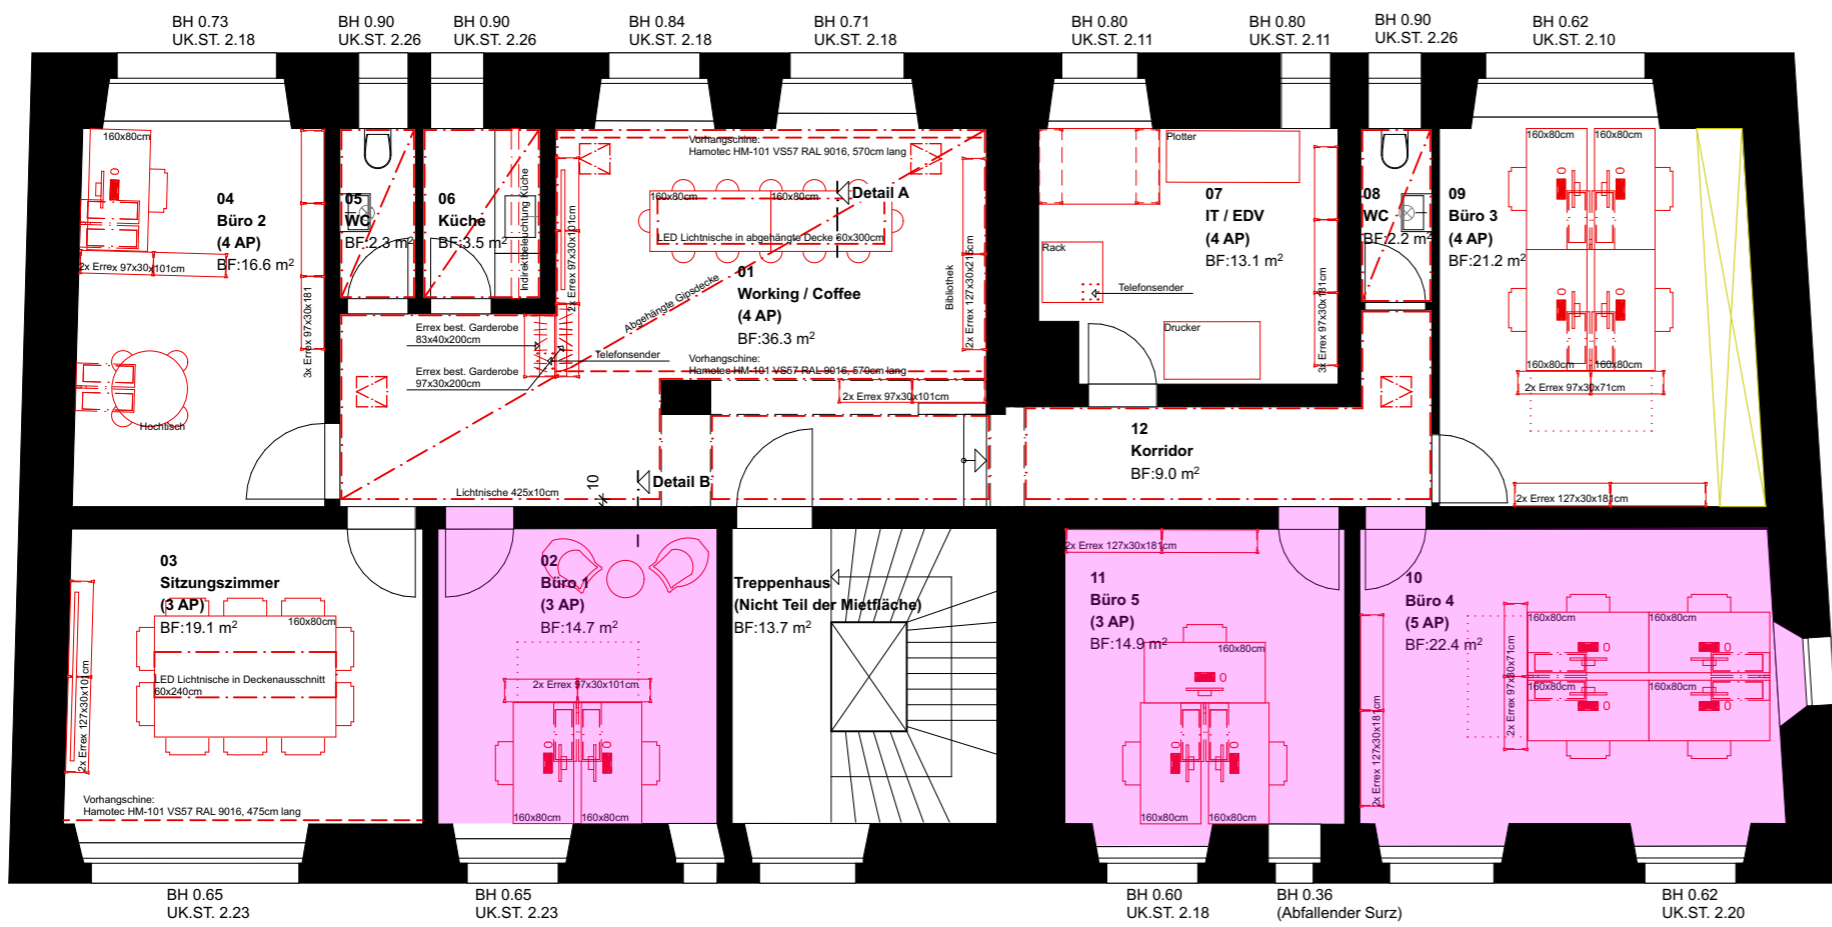 BH 0.73
UK.ST. 2.18
BH 0.90
UK.ST. 2.26
BH 0.90
UK.ST. 2.26
BH 0.84
UK.ST. 2.18
BH 0.71
UK.ST. 2.18
BH 0.80
UK.ST. 2.11
BH 0.80
UK.ST. 2.11
BH 0.90
UK.ST. 2.26
BH 0.62
UK.ST. 2.10
160x80cm
04
Büro 2
(4 AP)
BF:16.6 m²
2x Errex 97x30x101cm
3x Errex 97x30x181
Hochtisch
05
WC
BF:2.3 m²
06
Küche
BF:3.5 m²
Indirektbeleuchtung Küche
Vorhangschine:
Hamotec HM-101 VS57 RAL 9016, 570cm lang
160x80cm
160x80cm
Detail A
LED Lichtnische in abgehängte Decke 60x300cm
2x Errex 97x30x101cm
01
Working / Coffee
(4 AP)
BF:36.3 m²
Abgehängte Gipsdecke
Bibliothek
2x Errex 127x30x215cm
Errex best. Garderobe
83x40x200cm
Telefonsender
Errex best. Garderobe
97x30x200cm
Vorhangschine:
Hamotec HM-101 VS57 RAL 9016, 570cm lang
2x Errex 97x30x101cm
10
Detail B
Lichtnische 425x10cm
Plotter
07
IT / EDV
(4 AP)
BF:13.1 m²
Rack
Telefonsender
Drucker
3x Errex 97x30x181cm
08
WC
BF:2.2 m²
09
Büro 3
(4 AP)
BF:21.2 m²
160x80cm
160x80cm
160x80cm
160x80cm
2x Errex 97x30x71cm
2x Errex 127x30x181cm
12
Korridor
BF:9.0 m²
03
Sitzungszimmer
(3 AP)
BF:19.1 m²
160x80cm
LED Lichtnische in Deckenausschnitt
60x240cm
2x Errex 127x30x101cm
Vorhangschine:
Hamotec HM-101 VS57 RAL 9016, 475cm lang
02
Büro 1
(3 AP)
BF:14.7 m²
2x Errex 97x30x101cm
160x80cm
160x80cm
Treppenhaus
(Nicht Teil der Mietfläche)
BF:13.7 m²
2x Errex 127x30x181cm
11
Büro 5
(3 AP)
BF:14.9 m²
160x80cm
160x80cm
160x80cm
10
Büro 4
(5 AP)
BF:22.4 m²
160x80cm
160x80cm
160x80cm
160x80cm
2x Errex 97x30x71cm
2x Errex 127x30x181cm
BH 0.65
UK.ST. 2.23
BH 0.65
UK.ST. 2.23
BH 0.60
UK.ST. 2.18
BH 0.36
(Abfallender Surz)
BH 0.62
UK.ST. 2.20